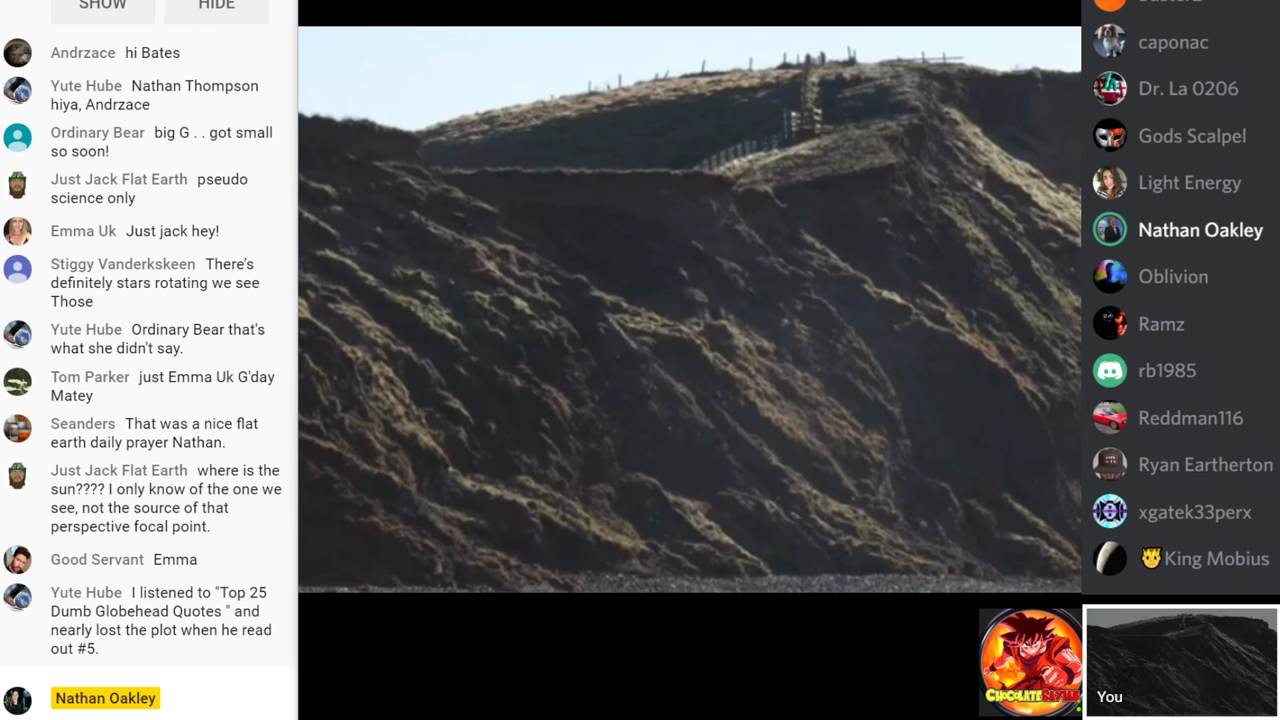 SHOW HIDE
Andrzace hi Bates
Yute Hube Nathan Thompson
hiya, Andrzace
Ordinary Bear big G . . got small
so soon!
Just Jack Flat Earth pseudo
science only
Emma Uk Just jack hey!
Stiggy Vanderkskeen There's
definitely stars rotating we see
Those
Yute Hube Ordinary Bear that's
what she didn't say.
Tom Parker just Emma Uk G'day
Matey
Seanders That was a nice flat
earth daily prayer Nathan.
Just Jack Flat Earth where is the
sun???? I only know of the one we
see, not the source of that
perspective focal point.
Good Servant Emma
Yute Hube I listened to "Top 25
Dumb Globehead Quotes " and
nearly lost the plot when he read
out #5.
Nathan Oakley
caponac
Dr. La 0206
Gods Scalpel
Light Energy
Nathan Oakley
Oblivion
Ramz
rb1985
Reddman116
Ryan Eartherton
xgatek33perx
King Mobius
CHOCOLATESAIYAN
You